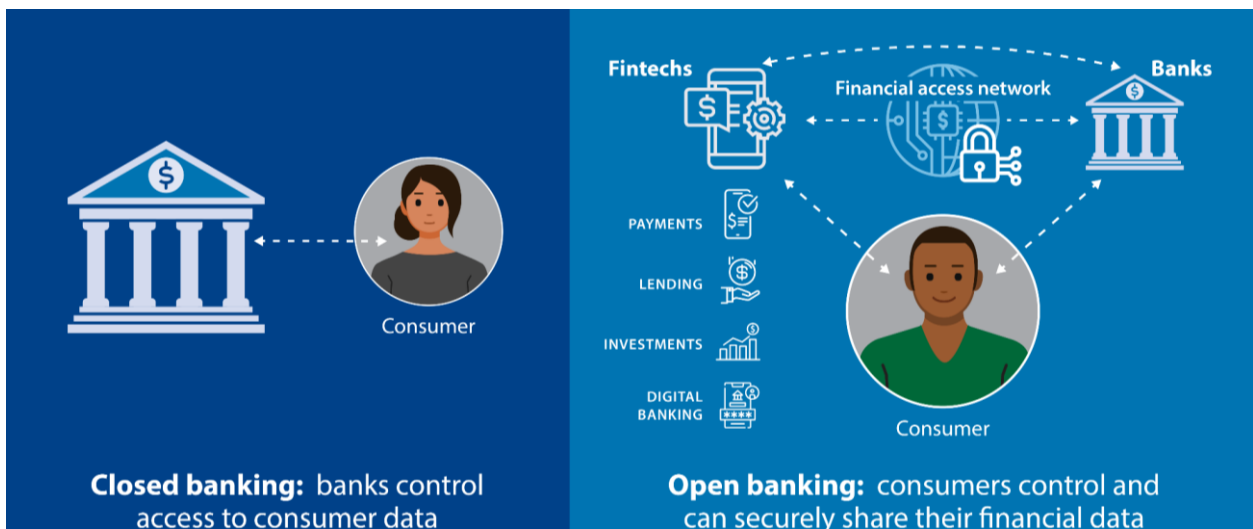 Consumer
Closed banking: banks control
access to consumer data
Fintechs
Financial access network
Banks
$
$
$
$
PAYMENTS
$
LENDING
$
INVESTMENTS
$
DIGITAL
BANKING
****
Consumer
Open banking: consumers control and
can securely share their financial data